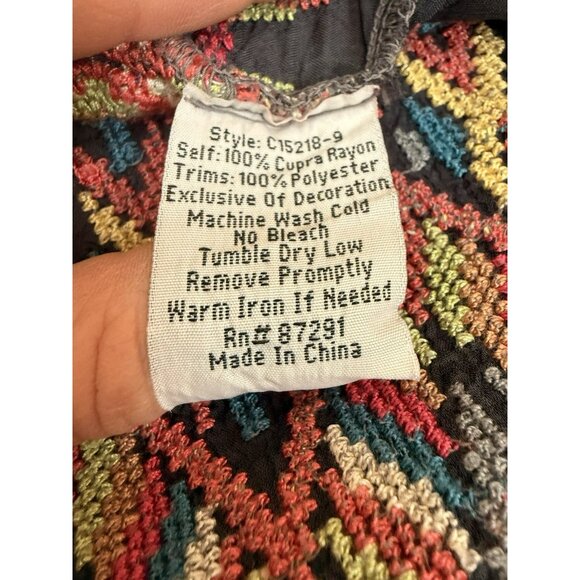 Style: C15218-9
Self: 100% Cupra Rayon
Trims: 100% Polyester
Exclusive Of Decoration
Machine Wash Cold
No Bleach
Tumble Dry Low
Remove Promptly
Warm Iron If Needed
Rn# 87291
Made In China